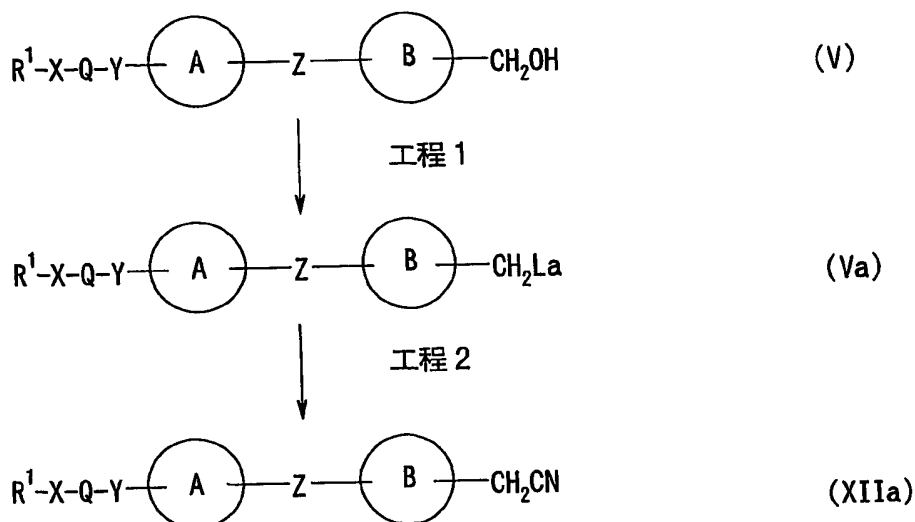 R¹-X-Q-Y A Z B CH₂OH (V)
工程1
R¹-X-Q-Y A Z B CH₂La (Va)
工程2
R¹-X-Q-Y A Z B CH₂CN (XIIa)